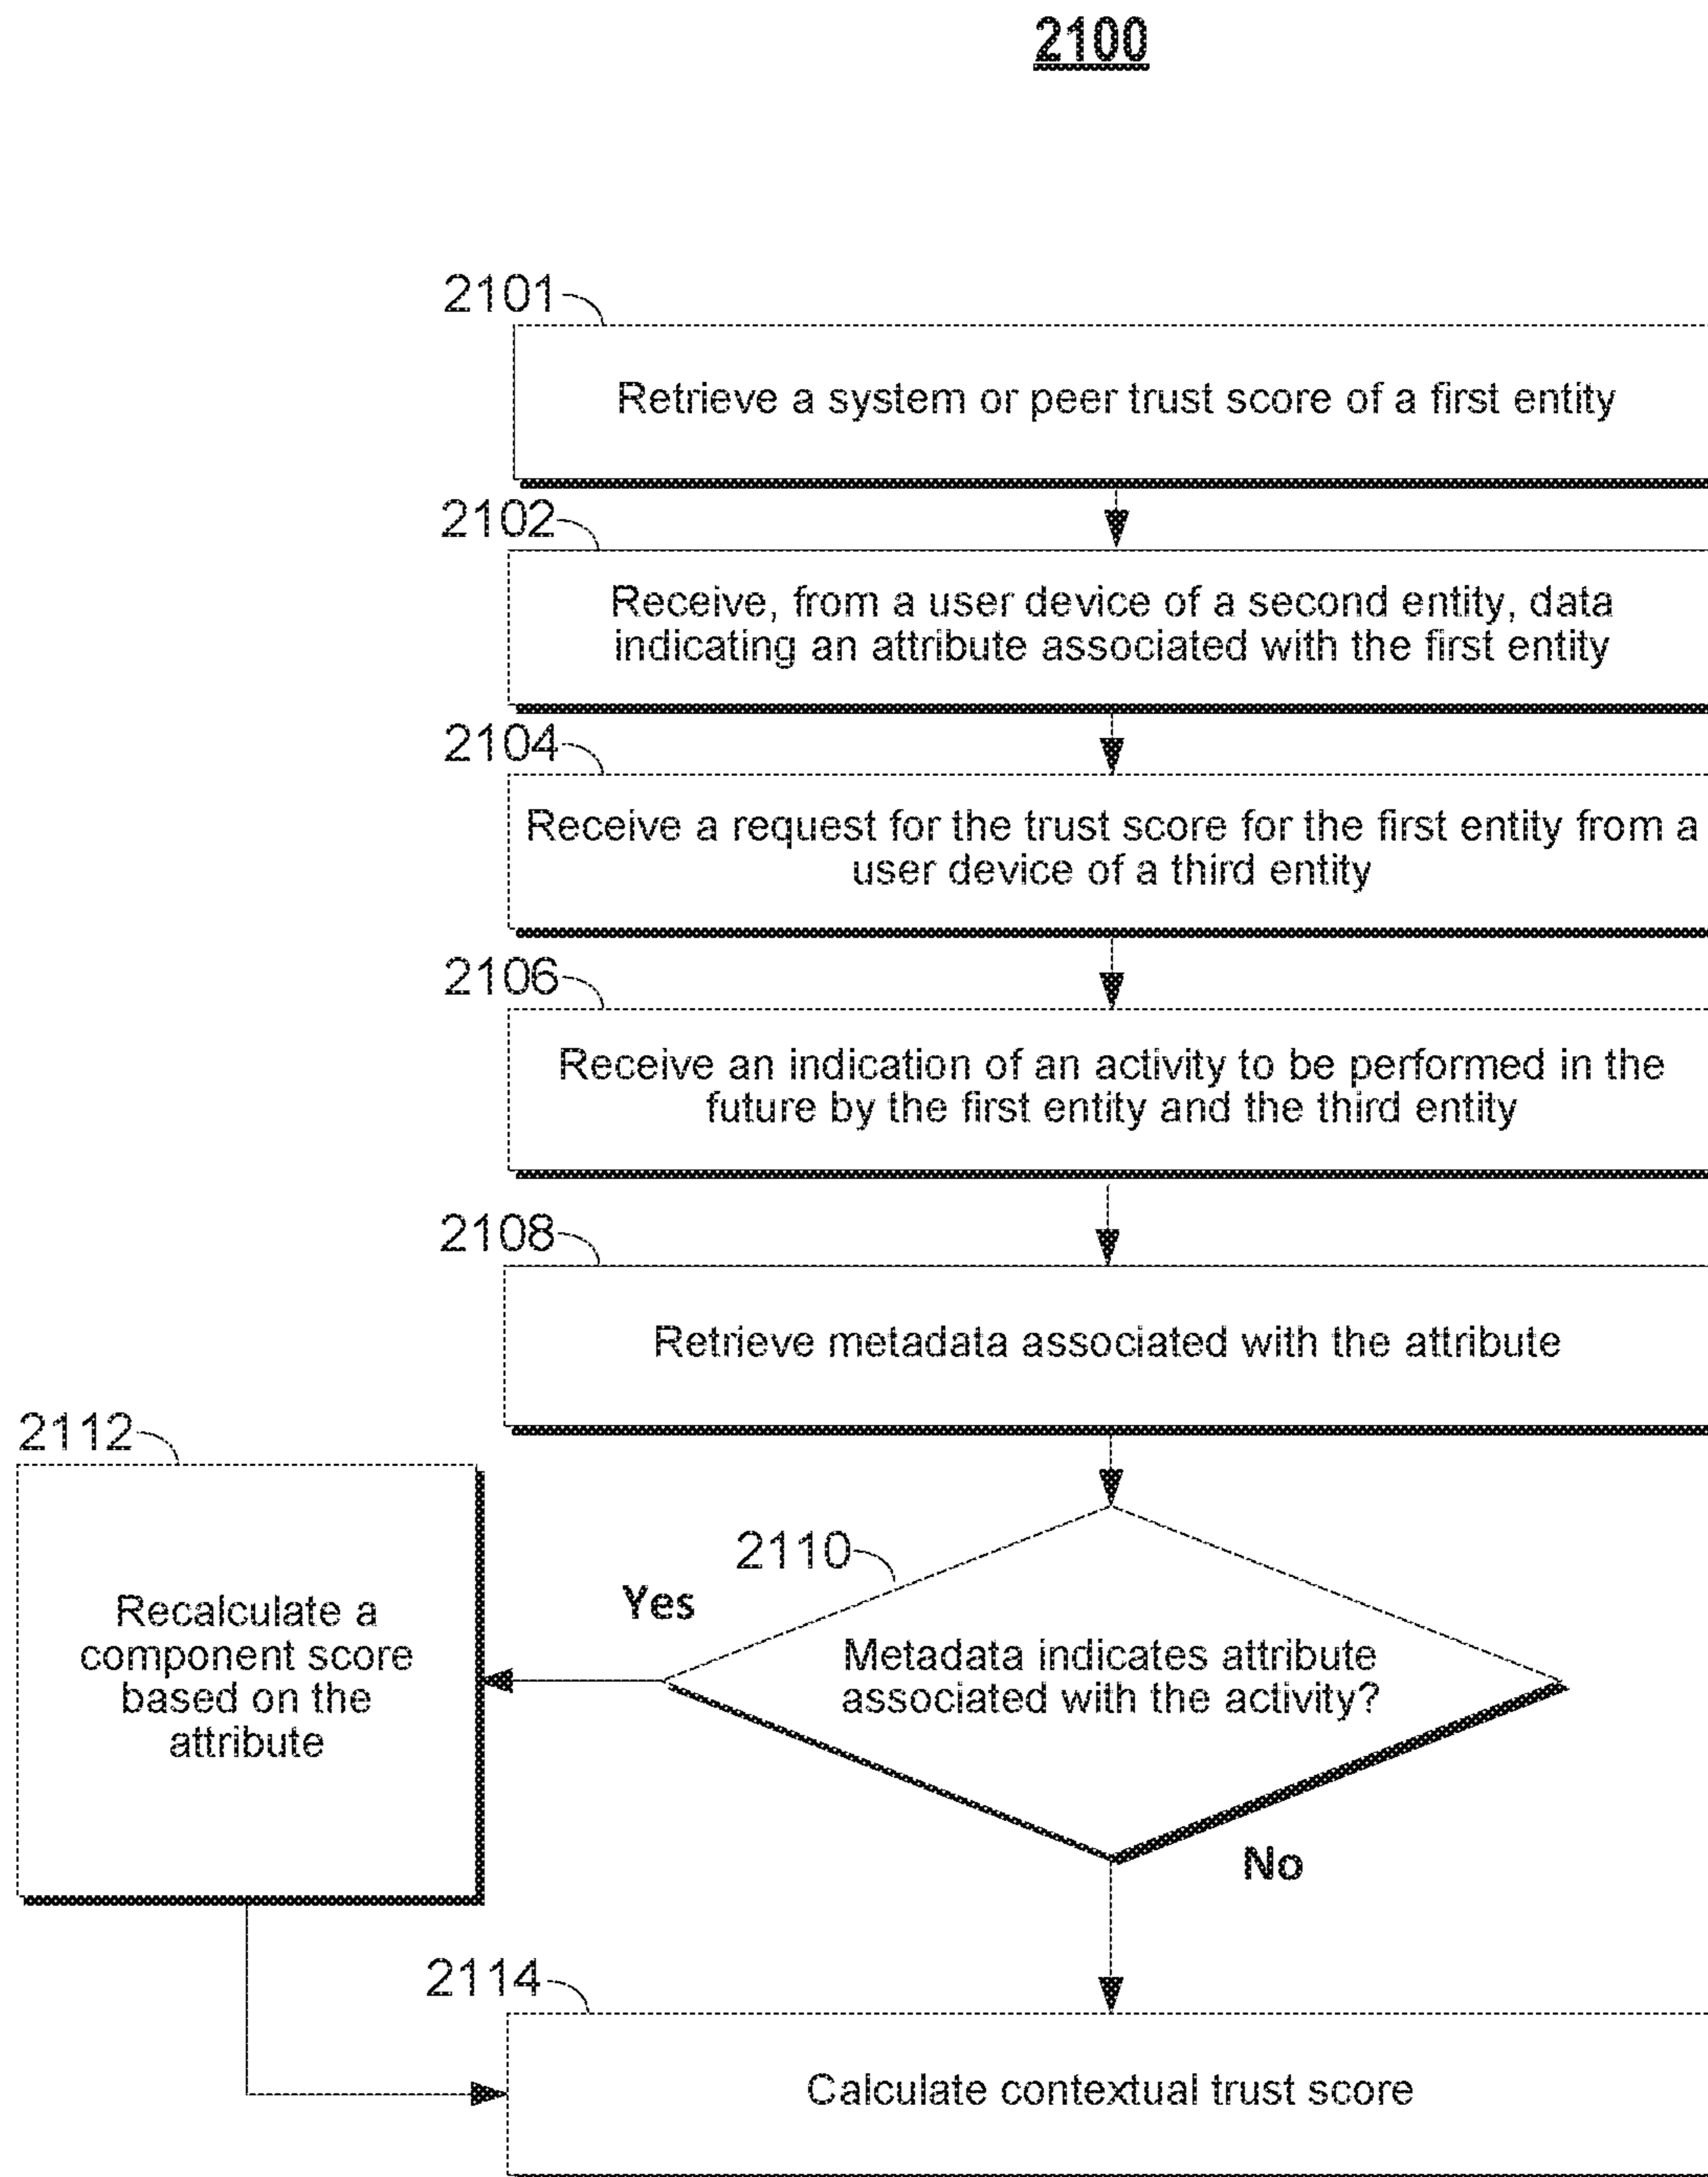 2100
2101
Retrieve a system or peer trust score of a first entity
2102
Receive, from a user device of a second entity, data
indicating an attribute associated with the first entity
2104
Receive a request for the trust score for the first entity from a
user device of a third entity
2106
Receive an indication of an activity to be performed in the
future by the first entity and the third entity
2108
Retrieve metadata associated with the attribute
2110
Metadata indicates attribute
associated with the activity?
Yes
2112
Recalculate a
component score
based on the
attribute
No
2114
Calculate contextual trust score